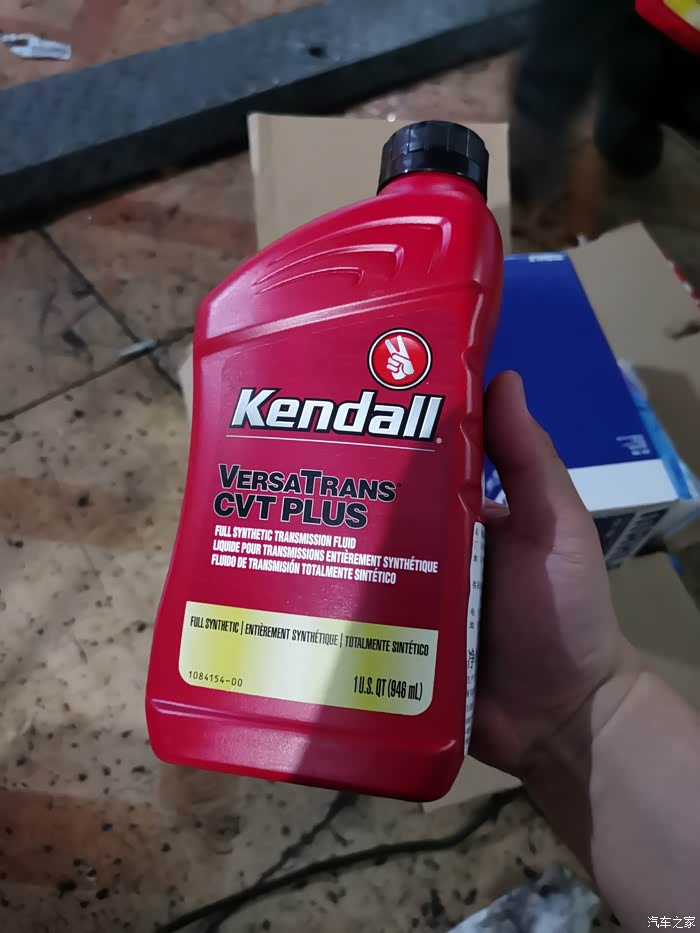 Kendall
VERSATRANS®
CVT PLUS
FULL SYNTHETIC TRANSMISSION FLUID
LIQUIDE POUR TRANSMISSIONS ENTIÈREMENT SYNTHÉTIQUE
FLUIDO DE TRANSMISIÓN TOTALMENTE SINTÉTICO
FULL SYNTHETIC | ENTIÈREMENT SYNTHÉTIQUE | TOTALMENTE SINTÉTICO
1084154-00
1 U.S. QT (946 mL)
汽车之家